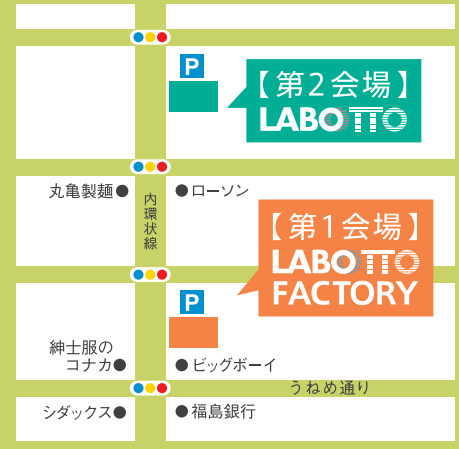 P
【第2会場】
LABOTTO
丸亀製麺
ローソン
内環状線
【第1会場】
LABOTTO
FACTORY
P
紳士服の
コナカ
ビッグボーイ
うねめ通り
シダックス
福島銀行